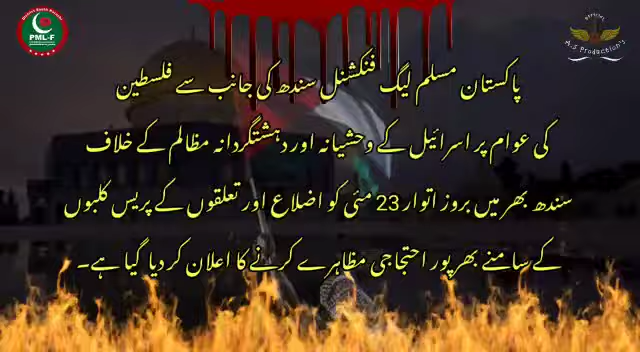 PML-F
A.S Production's
پاکستان مسلم لیگ فنکشنل سندھ کی جانب سے فلسطین
کی عوام پر اسرائیل کے وحشیانہ اور دہشتگردانہ مظالم کے خلاف
سندھ بھر میں بروز اتوار 23 مئی کو اضلاع اور تعلقوں کے پریس کلبوں
کے سامنے بھرپور احتجاجی مظاہرے کرنے کا اعلان کر دیا گیا ہے۔